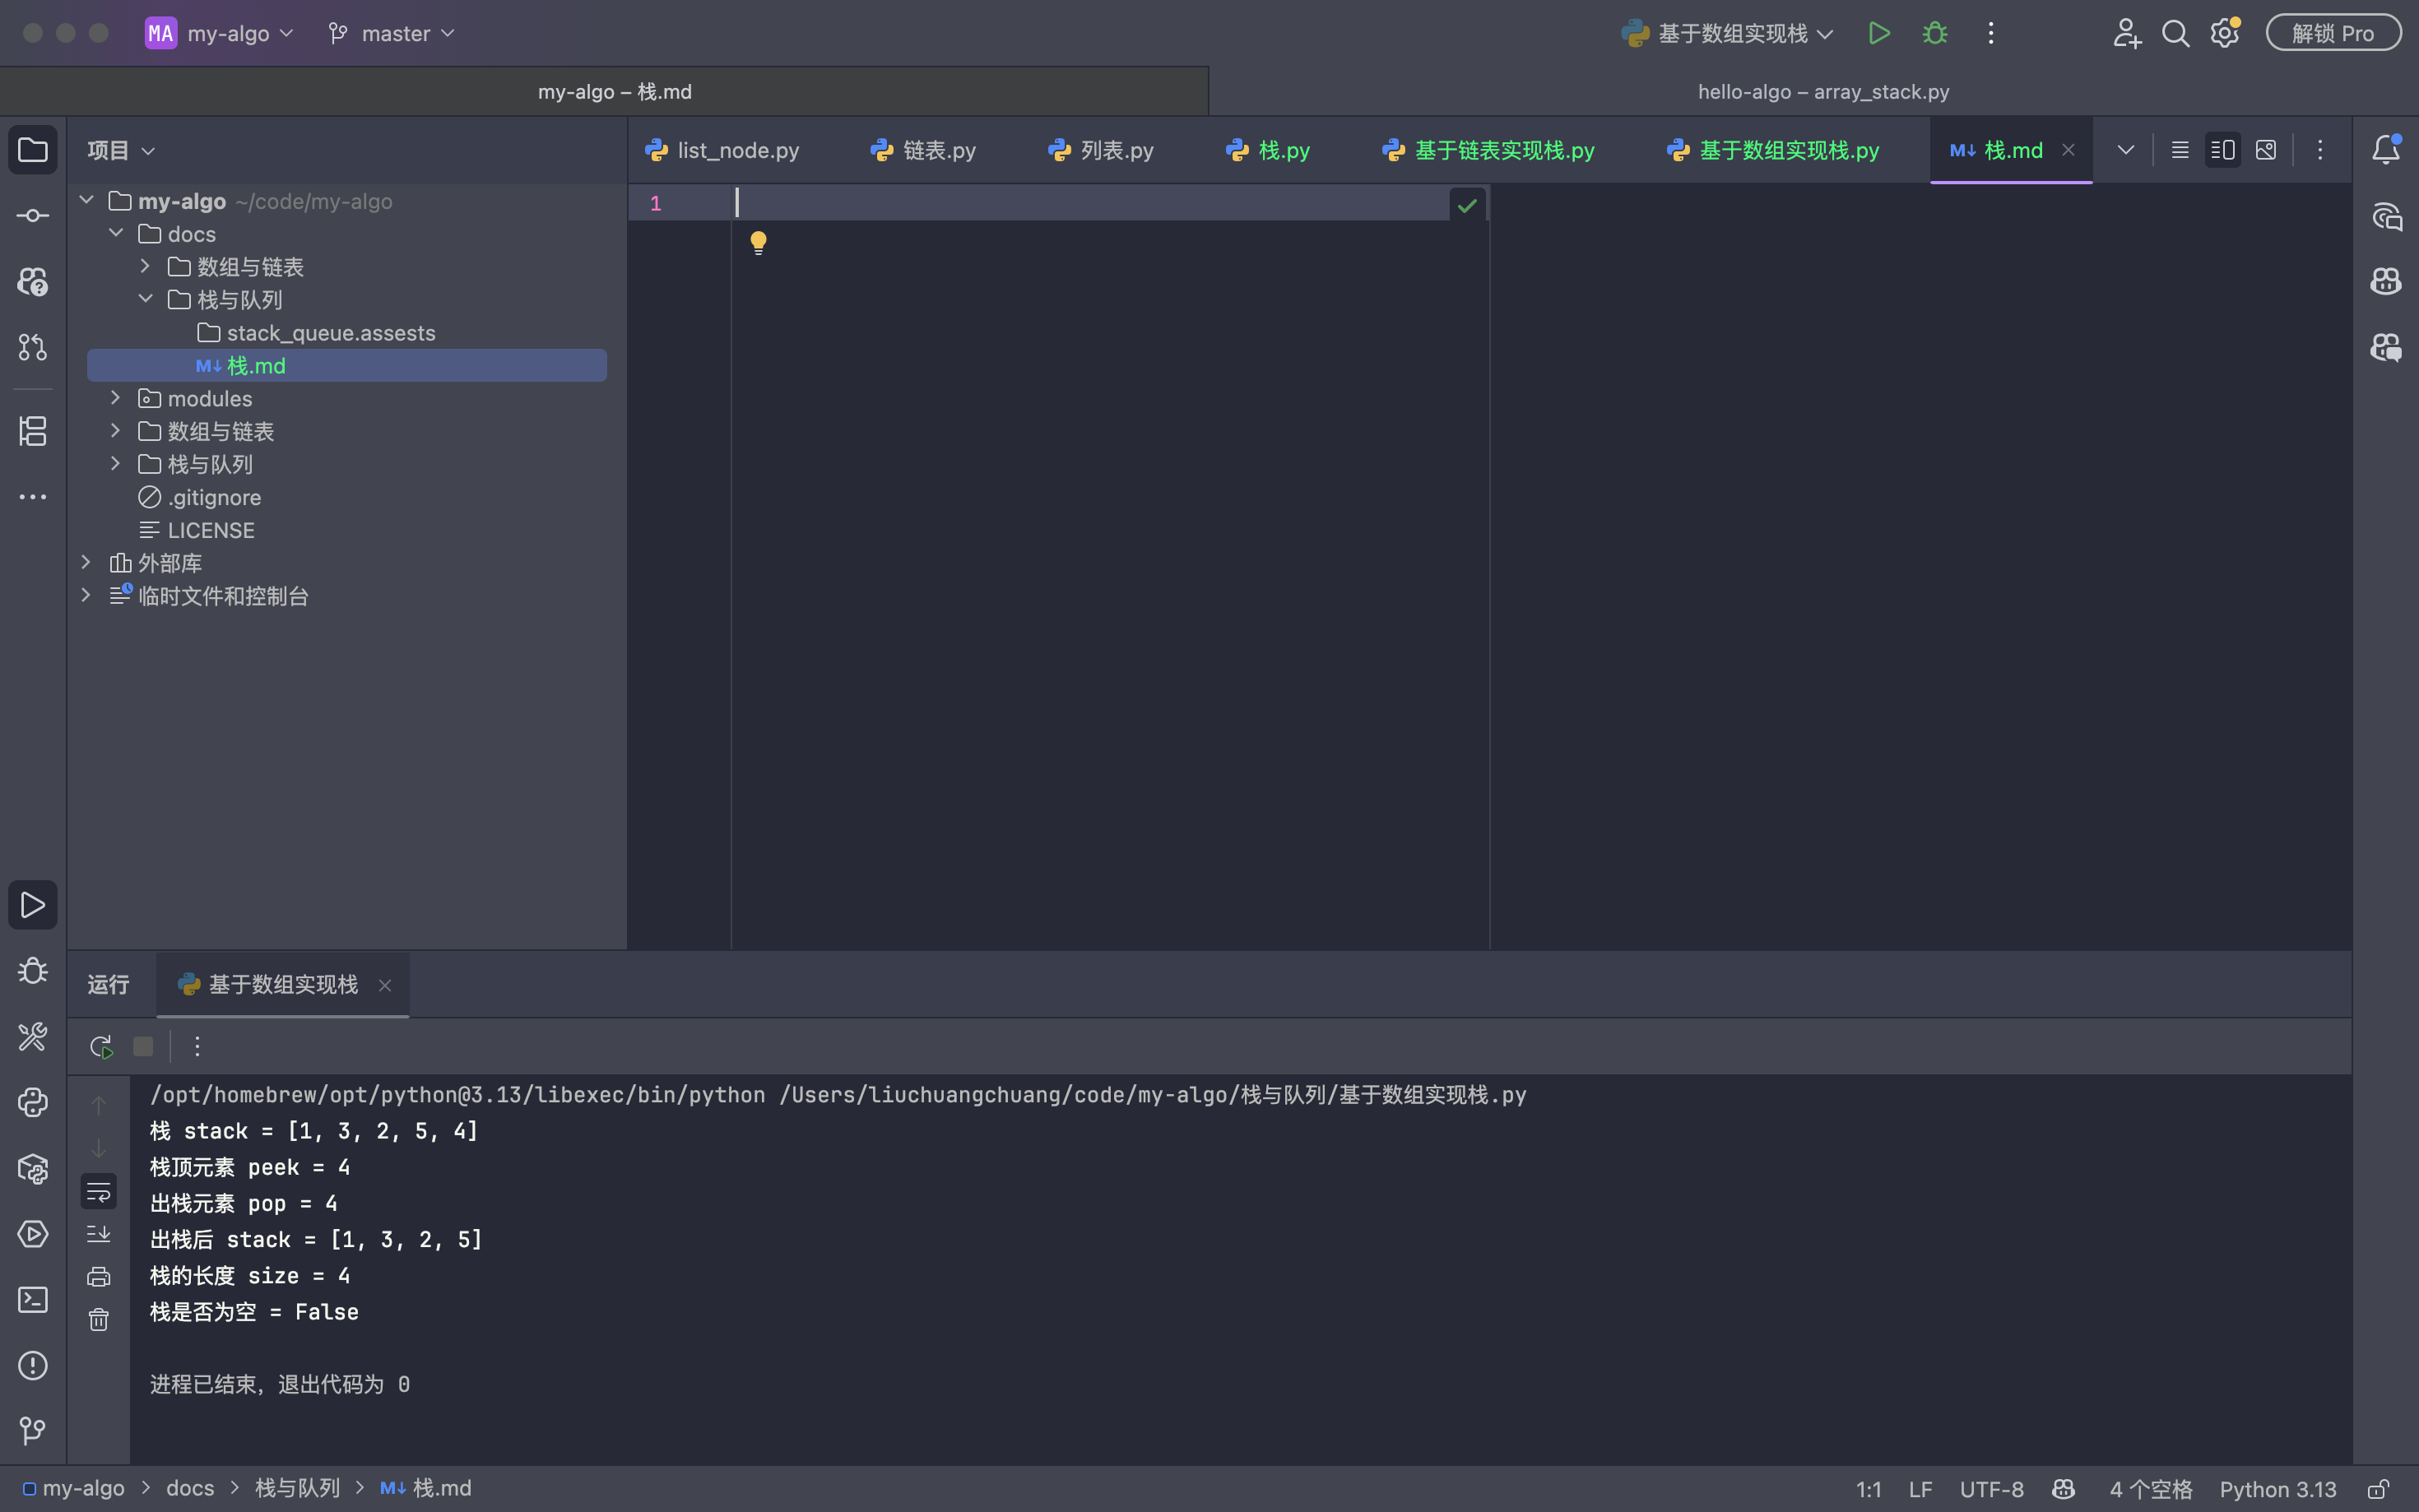 MA my-algo master 基于数组实现栈 解锁 Pro
my-algo – 栈.md hello-algo – array_stack.py
项目 list_node.py 链表.py 列表.py 栈.py 基于链表实现栈.py 基于数组实现栈.py M↓ 栈.md
my-algo ~/code/my-algo
1
docs
数组与链表
栈与队列
stack_queue.assests
M↓ 栈.md
modules
数组与链表
栈与队列
.gitignore
LICENSE
外部库
临时文件和控制台
运行 基于数组实现栈
/opt/homebrew/opt/python@3.13/libexec/bin/python /Users/liuchuangchuang/code/my-algo/栈与队列/基于数组实现栈.py
栈 stack = [1, 3, 2, 5, 4]
栈顶元素 peek = 4
出栈元素 pop = 4
出栈后 stack = [1, 3, 2, 5]
栈的长度 size = 4
栈是否为空 = False
进程已结束，退出代码为 0
my-algo > docs > 栈与队列 > M↓ 栈.md 1:1 LF UTF-8 4 个空格 Python 3.13